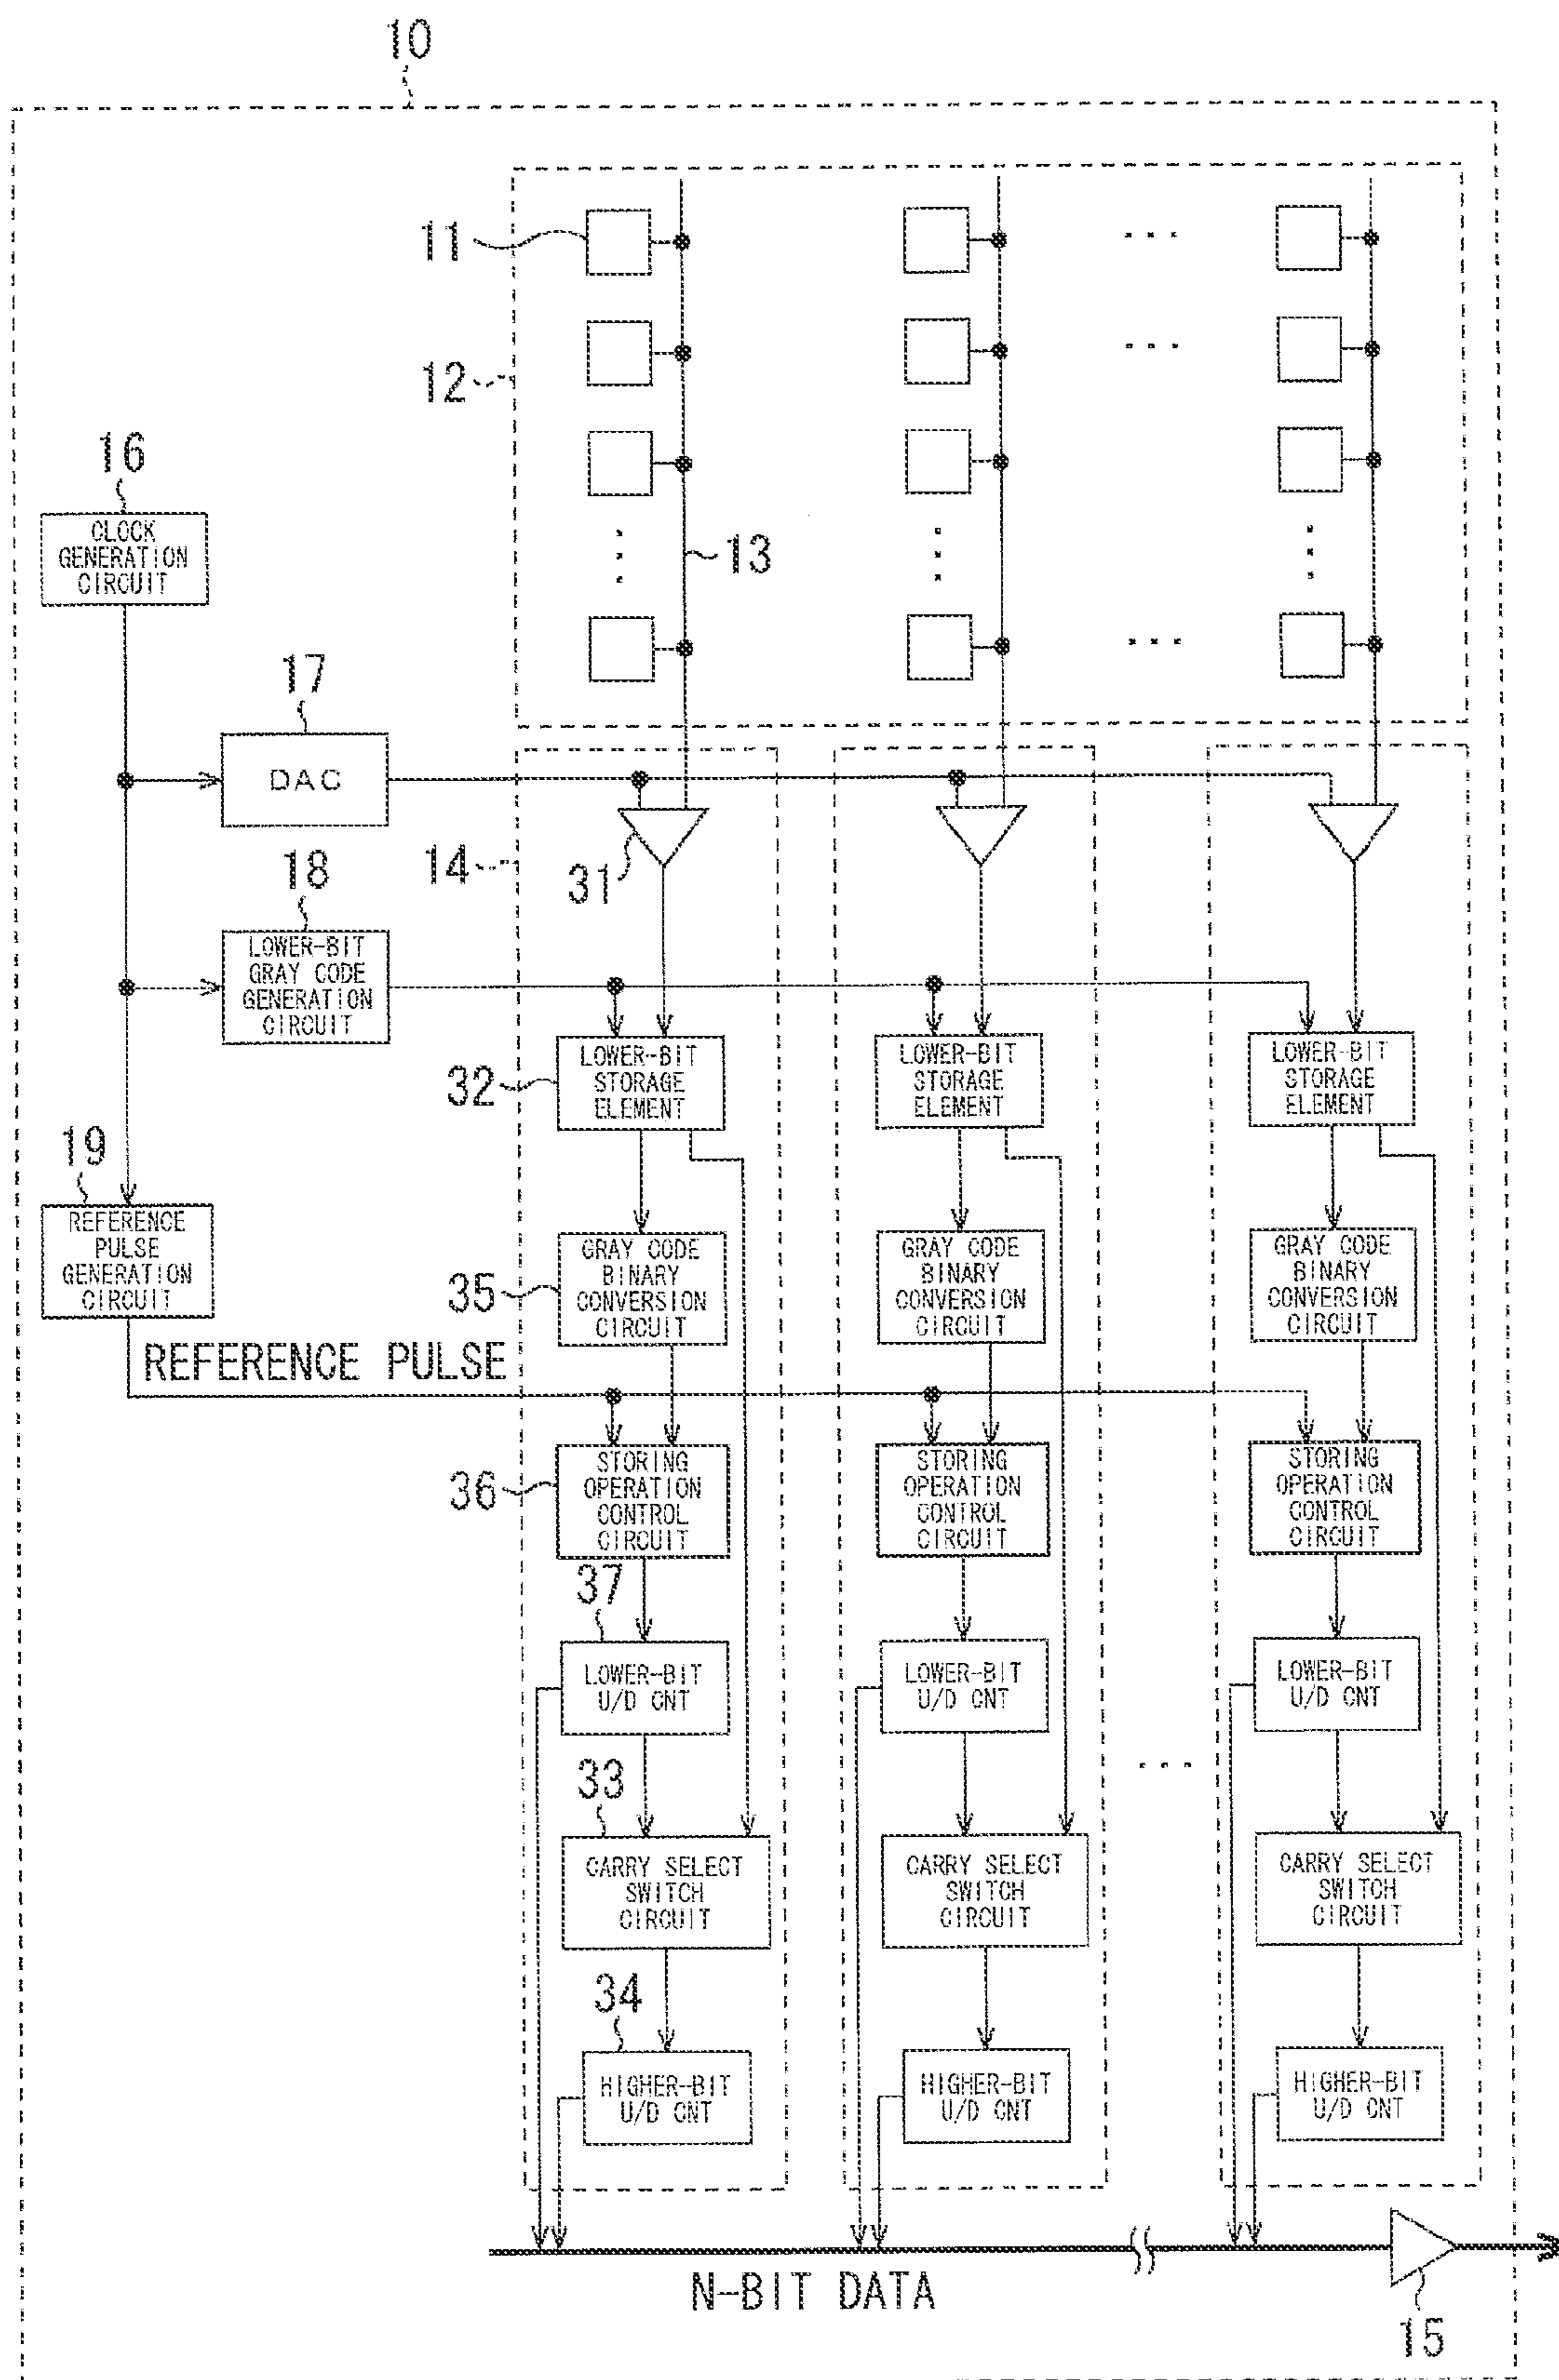 10
11
12
16
CLOCK
GENERATION
CIRCUIT
13
17
DAC
14
31
18
LOWER-BIT
GRAY CODE
GENERATION
CIRCUIT
32
LOWER-BIT
STORAGE
ELEMENT
LOWER-BIT
STORAGE
ELEMENT
LOWER-BIT
STORAGE
ELEMENT
19
REFERENCE
PULSE
GENERATION
CIRCUIT
35
GRAY CODE
BINARY
CONVERSION
CIRCUIT
GRAY CODE
BINARY
CONVERSION
CIRCUIT
GRAY CODE
BINARY
CONVERSION
CIRCUIT
REFERENCE PULSE
36
STORING
OPERATION
CONTROL
CIRCUIT
STORING
OPERATION
CONTROL
CIRCUIT
STORING
OPERATION
CONTROL
CIRCUIT
37
LOWER-BIT
U/D CNT
LOWER-BIT
U/D CNT
LOWER-BIT
U/D CNT
33
CARRY SELECT
SWITCH
CIRCUIT
CARRY SELECT
SWITCH
CIRCUIT
CARRY SELECT
SWITCH
CIRCUIT
34
HIGHER-BIT
U/D CNT
HIGHER-BIT
U/D CNT
HIGHER-BIT
U/D CNT
N-BIT DATA
15